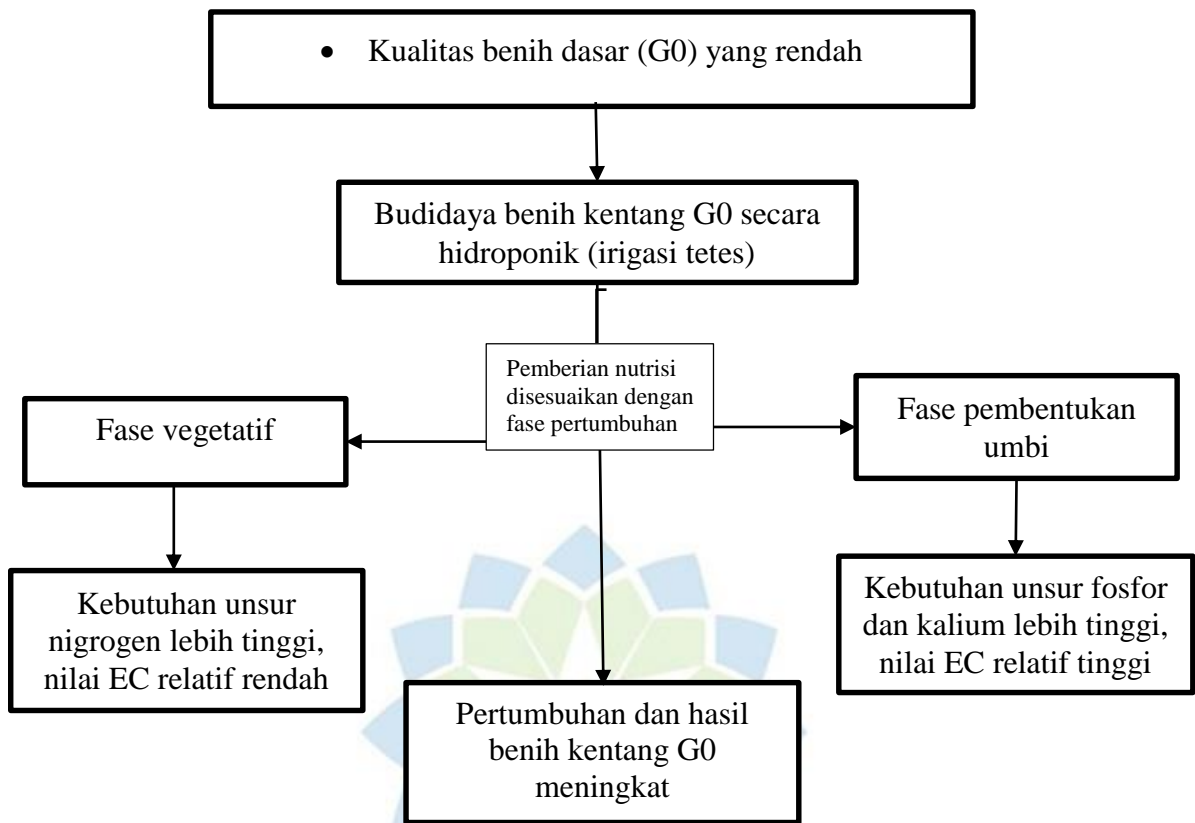 • Kualitas benih dasar (G0) yang rendah
Budidaya benih kentang G0 secara
hidroponik (irigasi tetes)
Pemberian nutrisi
disesuaikan dengan
fase pertumbuhan
Fase vegetatif
Fase pembentukan
umbi
Kebutuhan unsur
nigrogen lebih tinggi,
nilai EC relatif rendah
Kebutuhan unsur fosfor
dan kalium lebih tinggi,
nilai EC relatif tinggi
Pertumbuhan dan hasil
benih kentang G0
meningkat